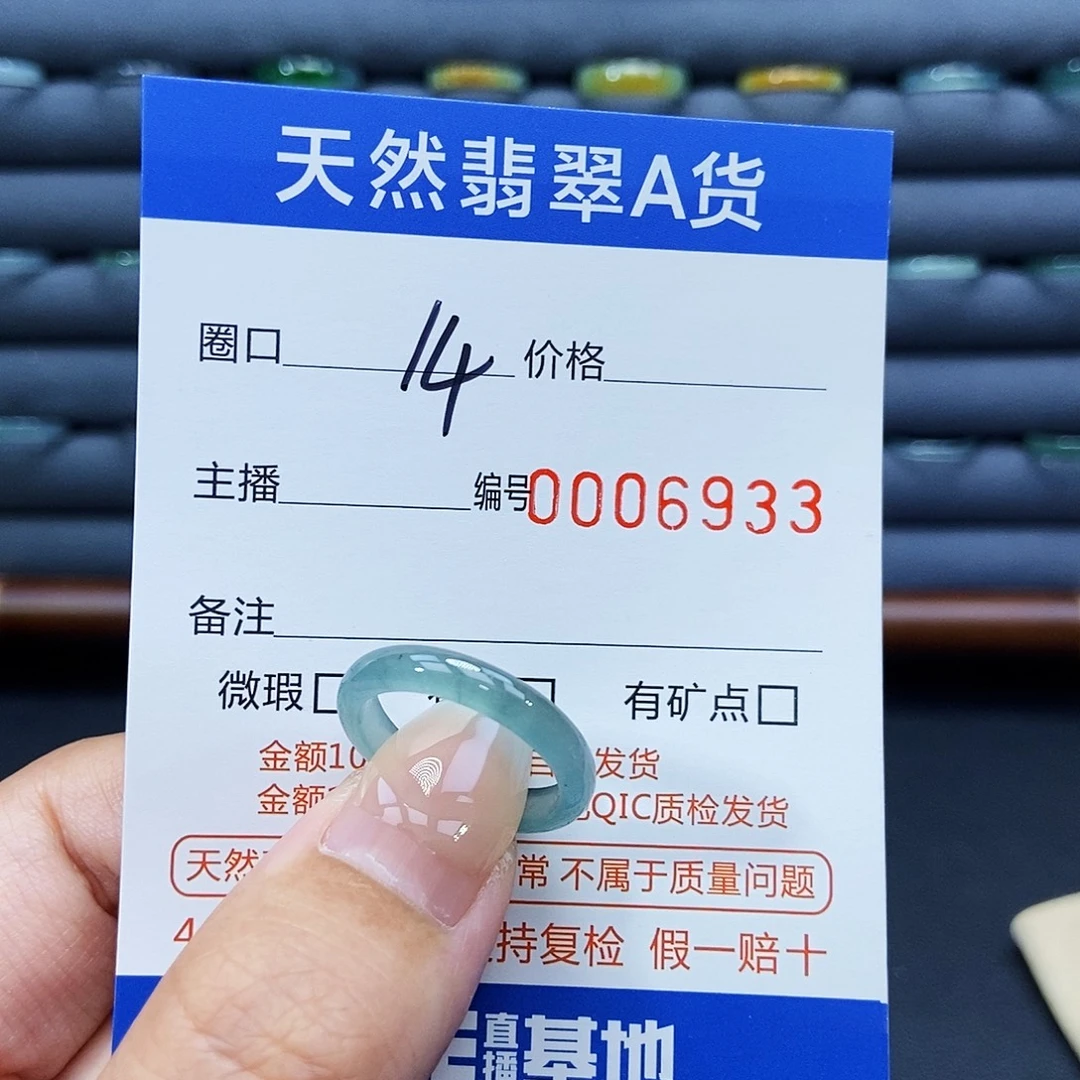 天然翡翠A货
圈口 14 价格
主播 编号0006933
备注
微瑕 有矿点
金额10 发货
金额 QIC质检发货
天然 常 不属于质量问题
4 持复检 假一赔十
直播基地